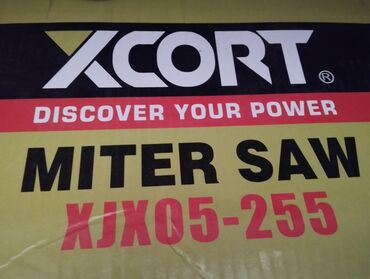 XCORT®
DISCOVER YOUR POWER
MITER SAW
XJX05-255